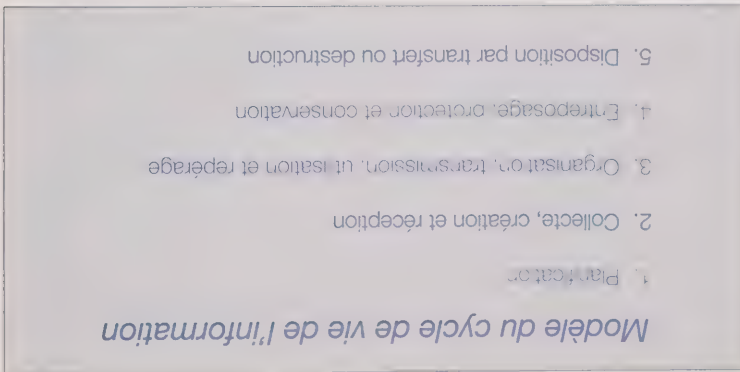 Modèle du cycle de vie de l'information
1. Planification
2. Collecte, création et réception
3. Organisation, transmission, utilisation et repérage
4. Entreposage, protection et conservation
5. Disposition par transfert ou destruction